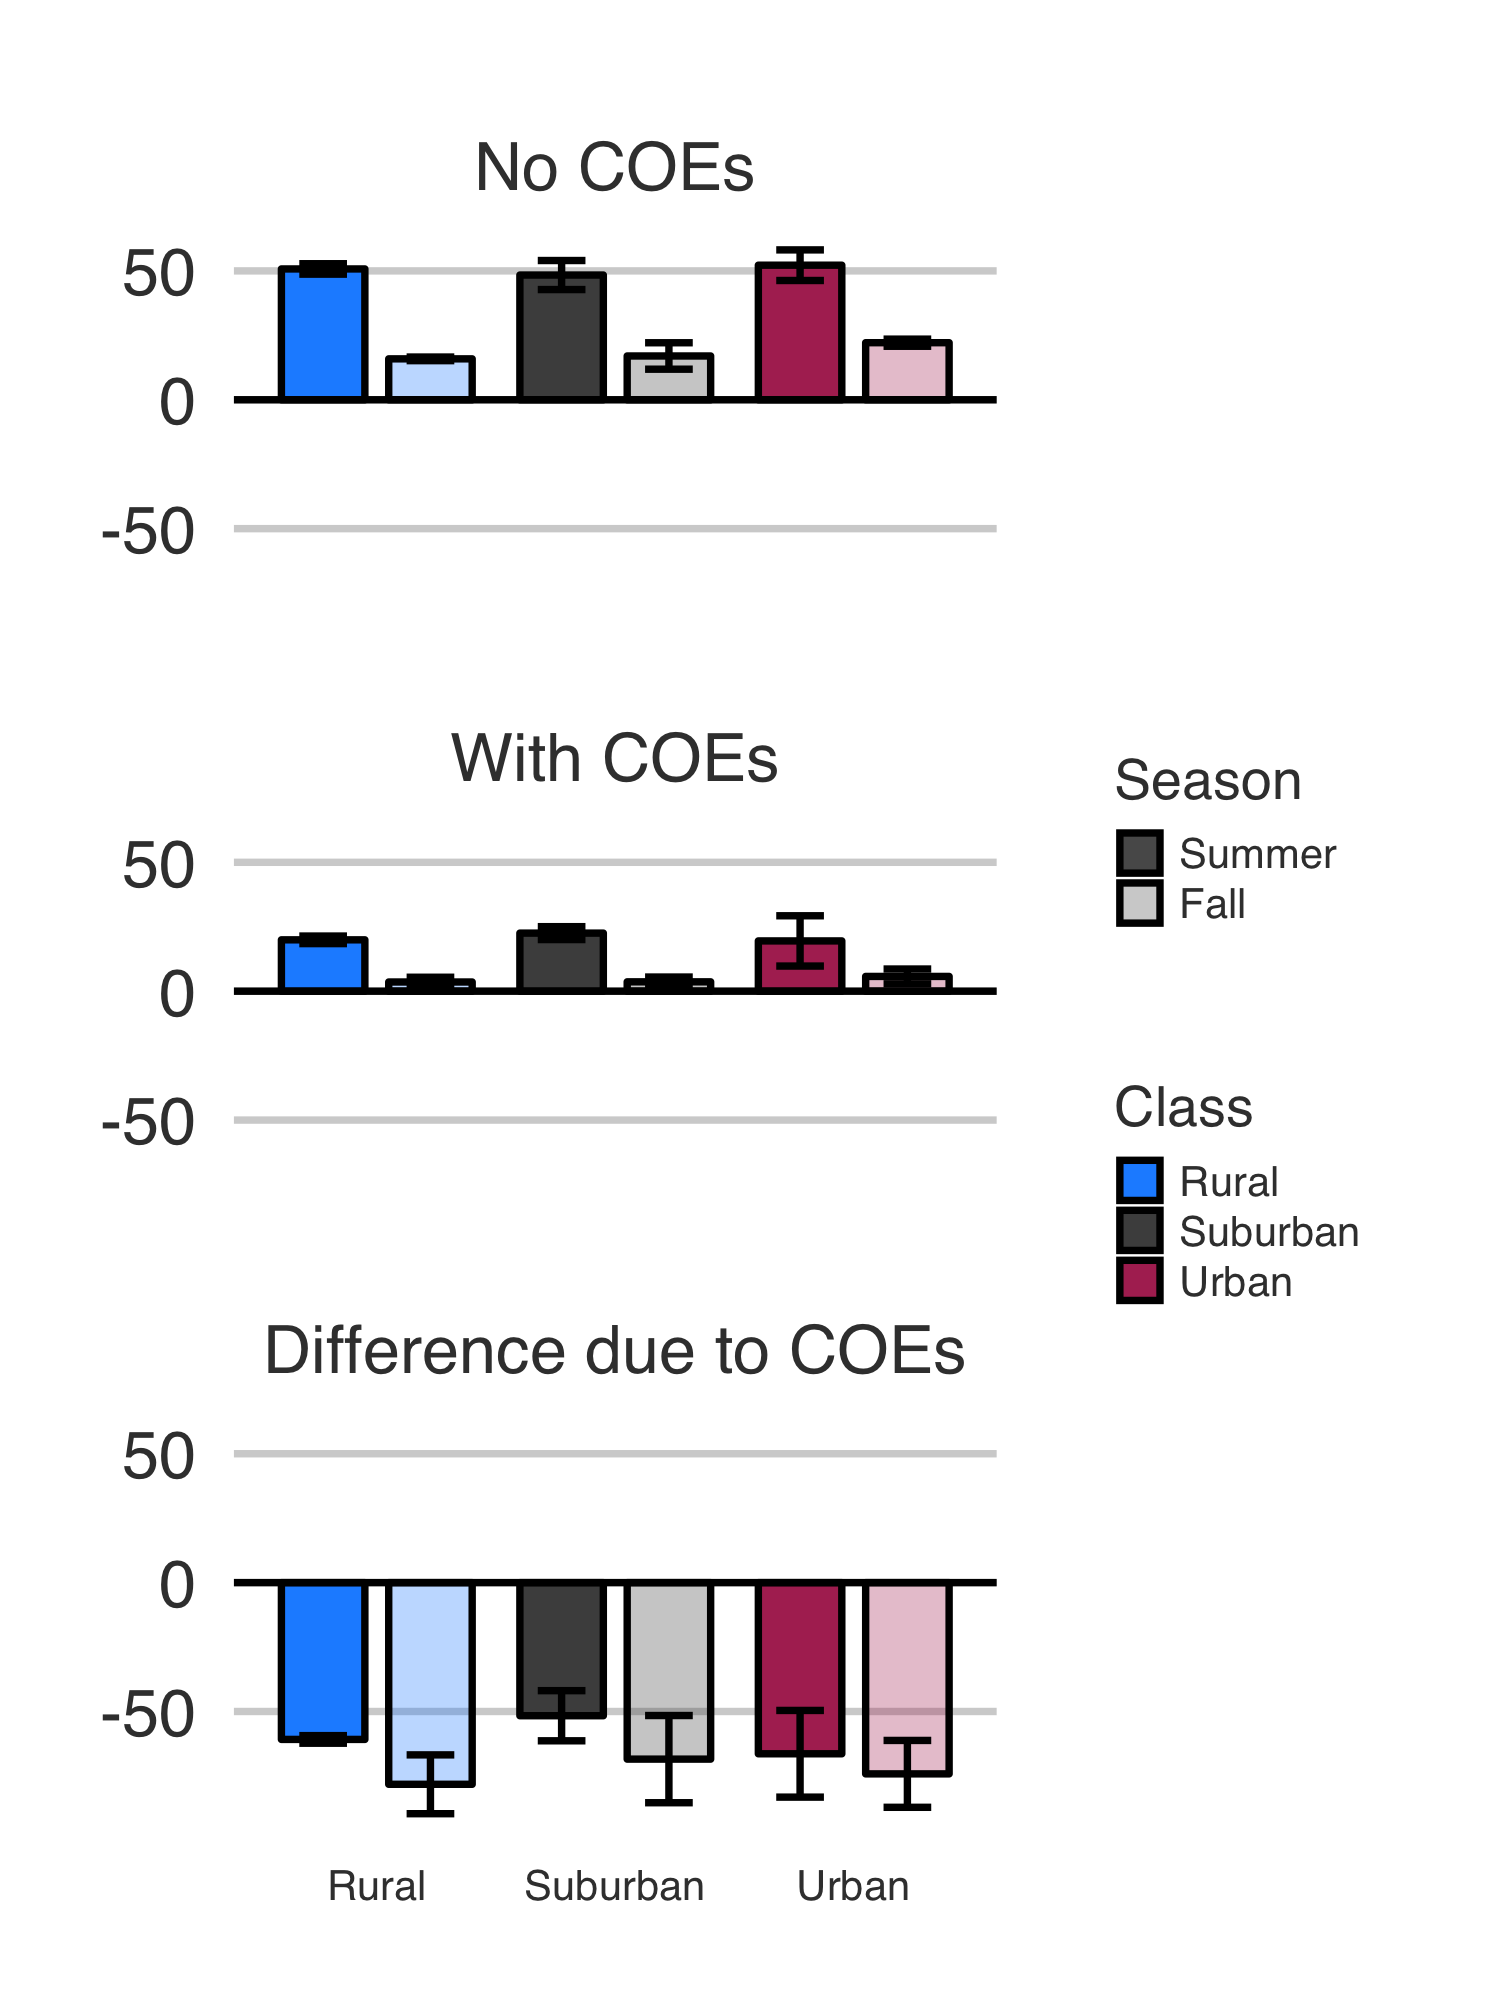 No COEs
50
0
-50
With COEs
50
0
-50
Season
Summer
Fall
Class
Rural
Suburban
Urban
Difference due to COEs
50
0
-50
Rural Suburban Urban